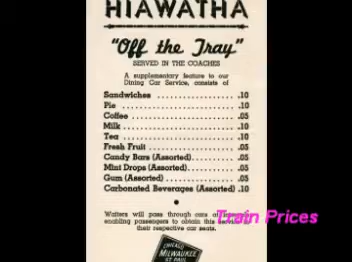 HIAWATHA
"Off the Tray"
SERVED IN THE COACHES
A supplementary feature to our
Dining Car Service, consists of
Sandwiches .10
Pie .10
Coffee .05
Milk .10
Tea .10
Fresh Fruit .05
Candy Bars (Assorted) .05
Mint Drops (Assorted) .05
Gum (Assorted) .05
Carbonated Beverages (Assorted) .10
Waiters will pass through cars
enabling passengers to obtain this
their respective car seats.
Train Prices
CHICAGO
MILWAUKEE
ST PAUL